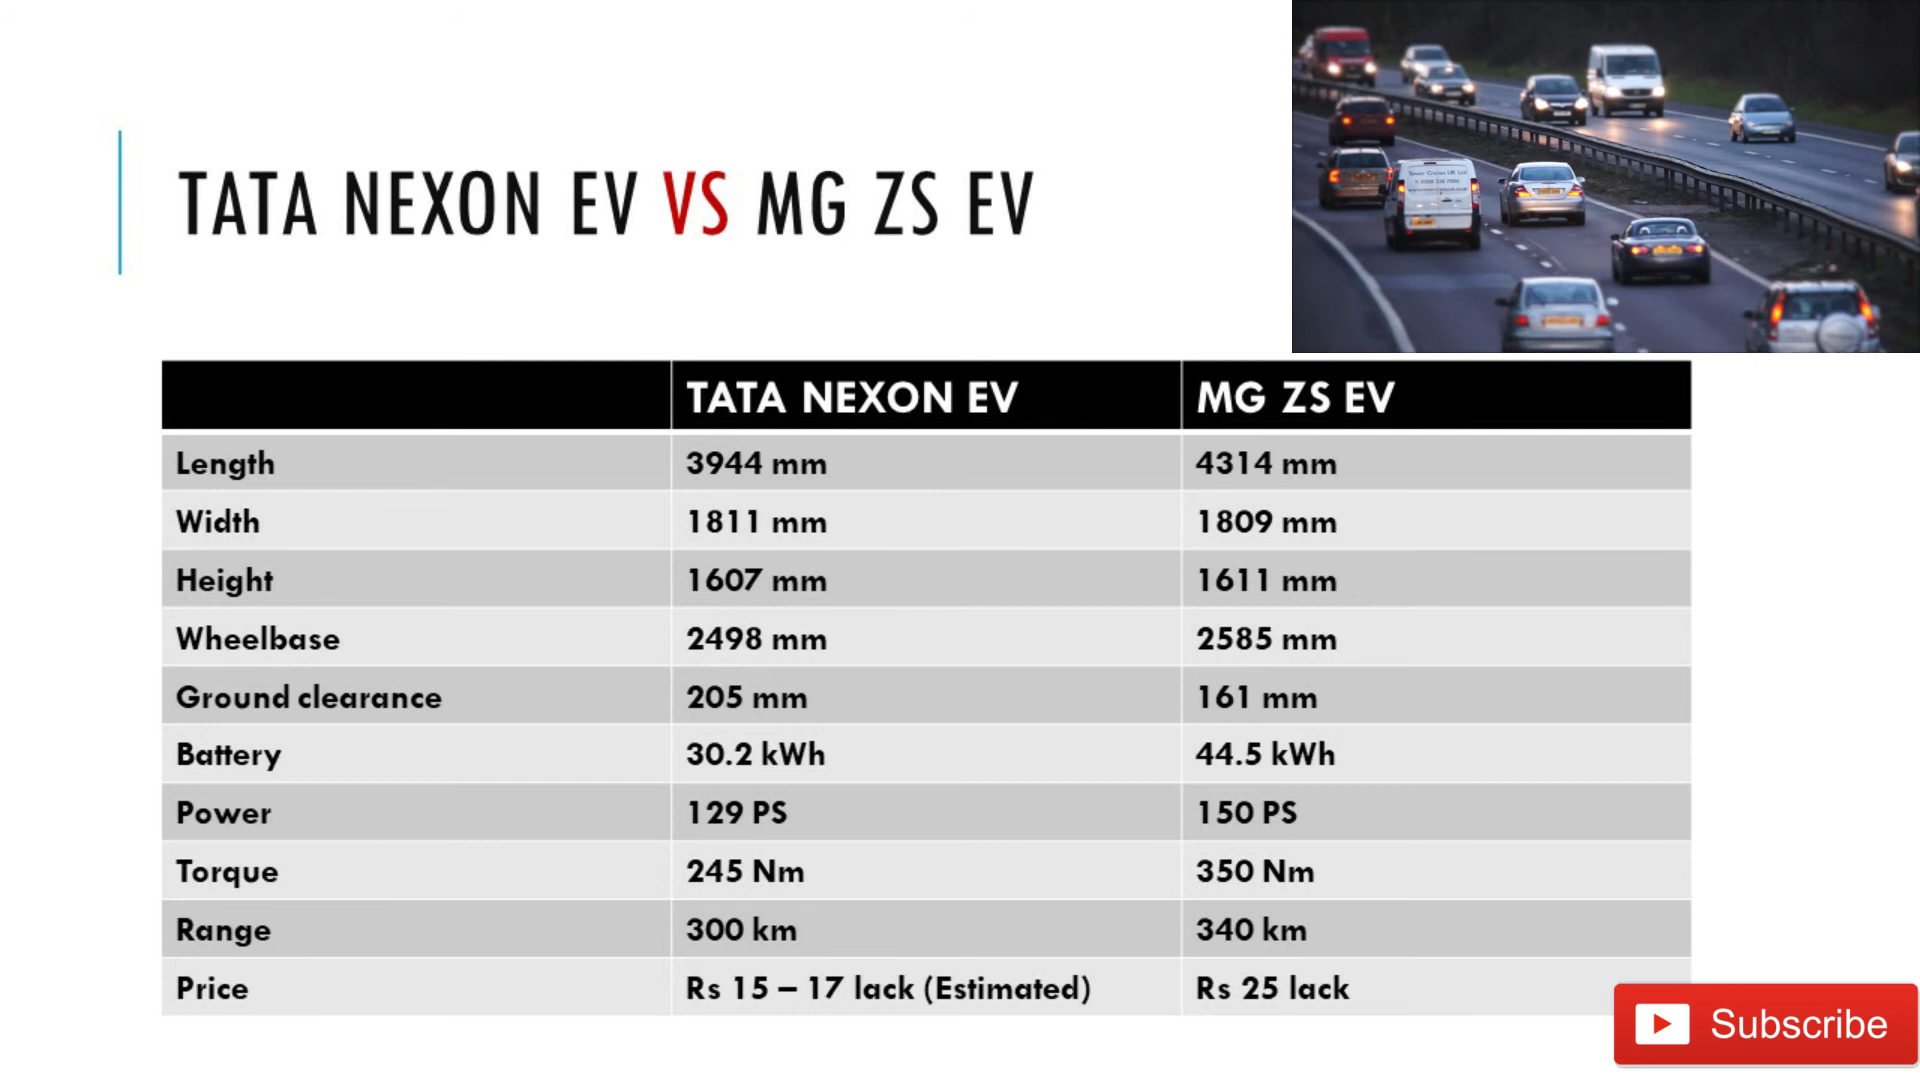 TATA NEXON EV VS MG ZS EV
TATA NEXON EV MG ZS EV
Length 3944 mm 4314 mm
Width 1811 mm 1809 mm
Height 1607 mm 1611 mm
Wheelbase 2498 mm 2585 mm
Ground clearance 205 mm 161 mm
Battery 30.2 kWh 44.5 kWh
Power 129 PS 150 PS
Torque 245 Nm 350 Nm
Range 300 km 340 km
Price Rs 15 – 17 lack (Estimated) Rs 25 lack
Subscribe